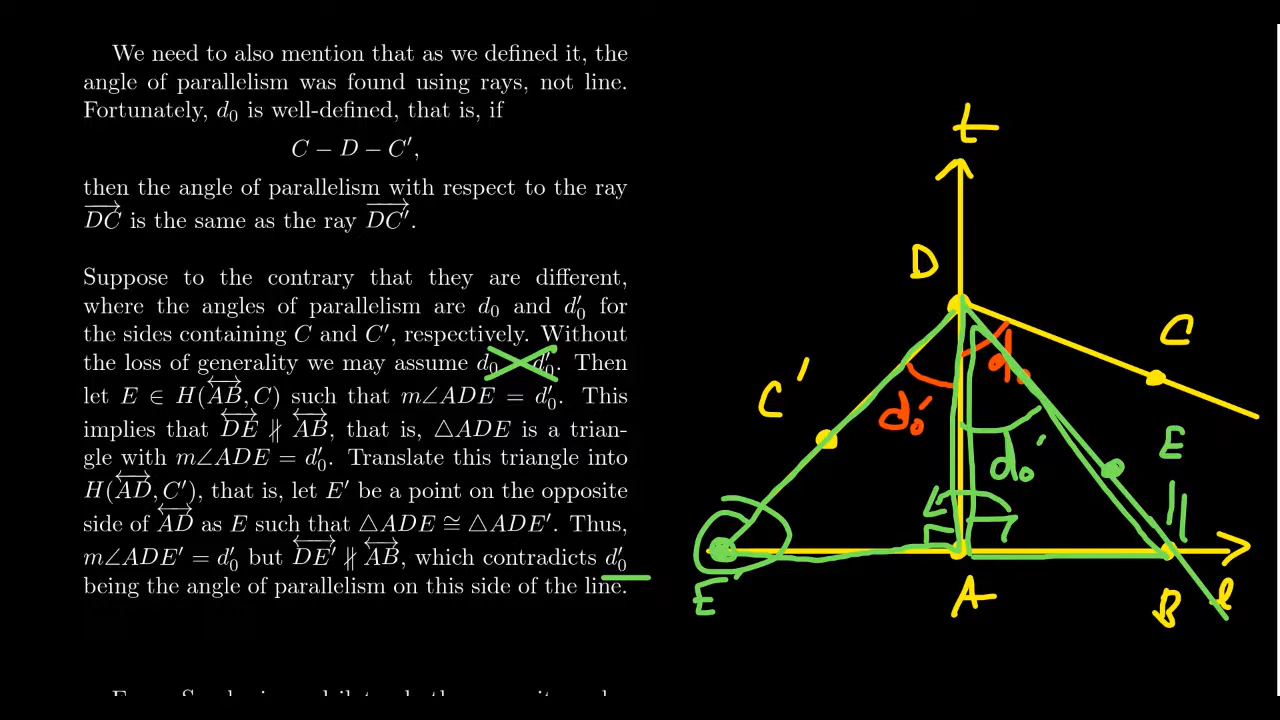 We need to also mention that as we defined it, the
angle of parallelism was found using rays, not line.
Fortunately, d₀ is well-defined, that is, if
C − D − C′,
then the angle of parallelism with respect to the ray
D͞C⃗ is the same as the ray D͞C⃗′.
Suppose to the contrary that they are different,
where the angles of parallelism are d₀ and d′₀ for
the sides containing C and C′, respectively. Without
the loss of generality we may assume d₀ d′₀. Then
let E ∈ H(AB↔, C) such that m∠ADE = d′₀. This
implies that DE↔ ∦ AB↔, that is, △ADE is a trian-
gle with m∠ADE = d′₀. Translate this triangle into
H(AD↔, C′), that is, let E′ be a point on the opposite
side of AD↔ as E such that △ADE ≅ △ADE′. Thus,
m∠ADE′ = d′₀ but DE′↔ ∦ AB↔, which contradicts d′₀
being the angle of parallelism on this side of the line.
t
D
C
C′
d₀
d₀′
d₀′
E
E
A
B
l